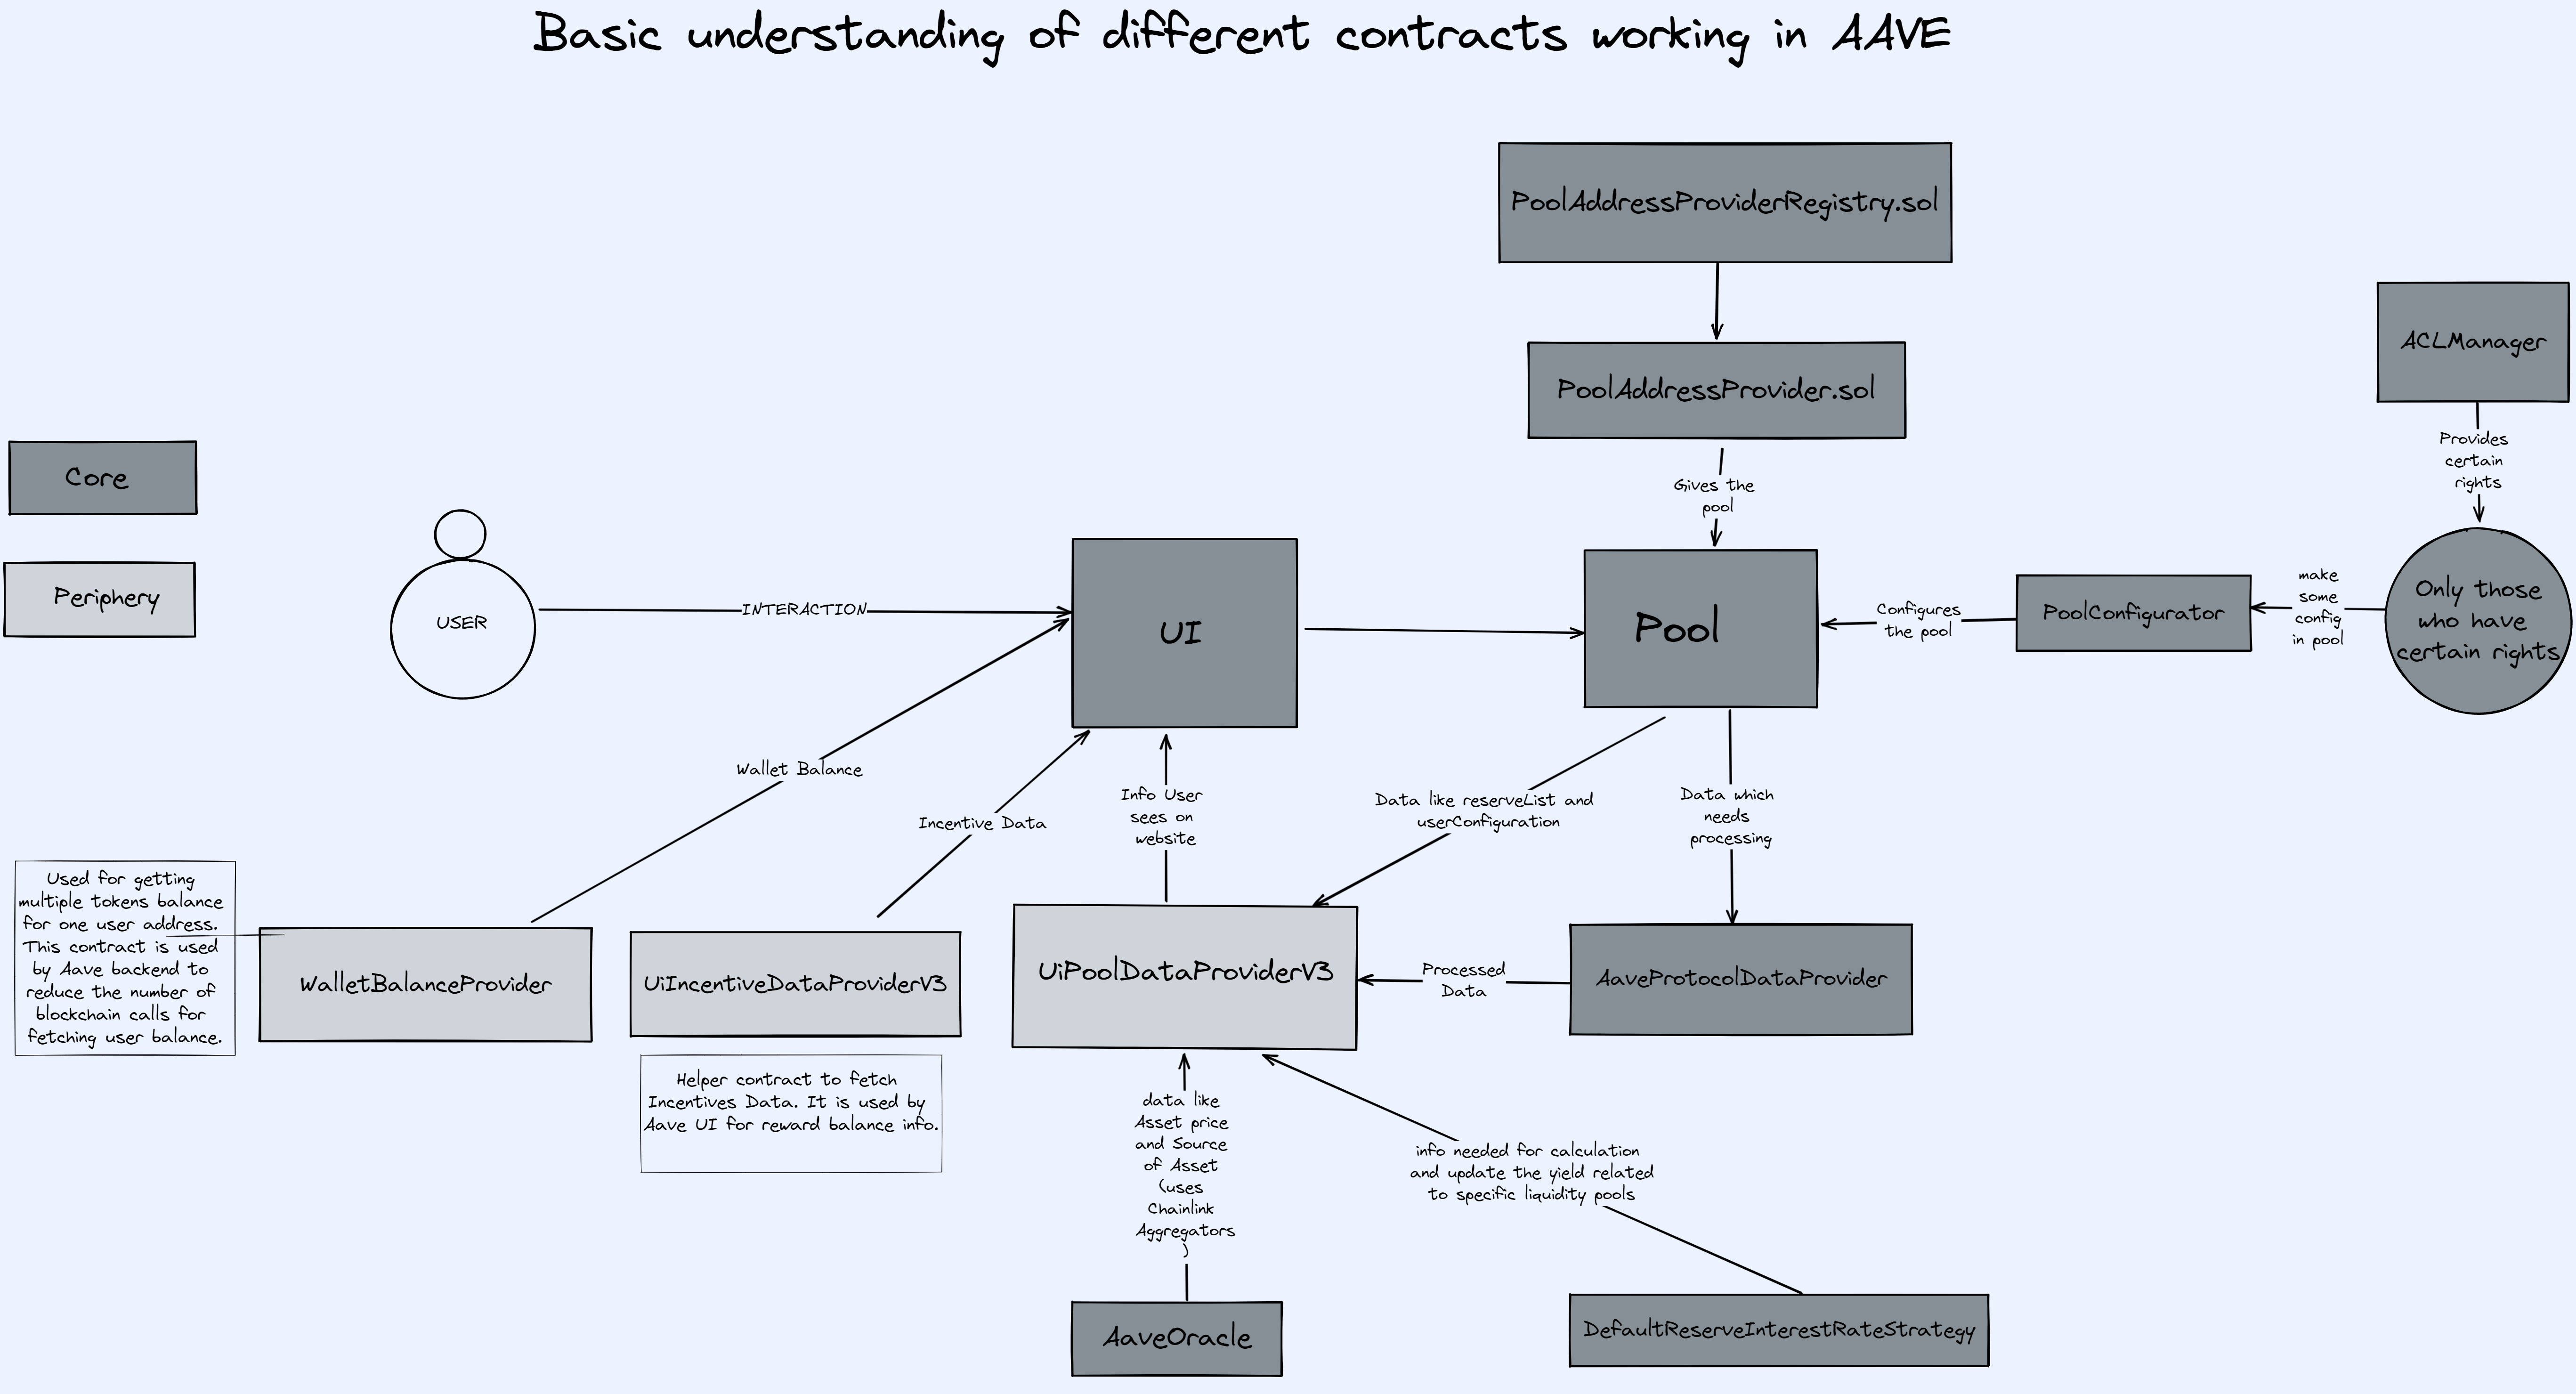 Basic understanding of different contracts working in AAVE
PoolAddressProviderRegistry.sol
PoolAddressProvider.sol
ACLManager
Provides
certain
rights
Core
Periphery
Gives the
pool
USER
INTERACTION
UI
Pool
Configures
the pool
PoolConfigurator
make
some
config
in pool
Only those
who have
certain rights
Wallet Balance
Incentive Data
Info User
sees on
website
Data like reserveList and
userConfiguration
Data which
needs
processing
Used for getting
multiple tokens balance
for one user address.
This contract is used
by Aave backend to
reduce the number of
blockchain calls for
fetching user balance.
WalletBalanceProvider
UiIncentiveDataProviderV3
UiPoolDataProviderV3
Processed
Data
AaveProtocolDataProvider
Helper contract to fetch
Incentives Data. It is used by
Aave UI for reward balance info.
data like
Asset price
and Source
of Asset
(uses
Chainlink
Aggregators
)
info needed for calculation
and update the yield related
to specific liquidity pools
AaveOracle
DefaultReserveInterestRateStrategy